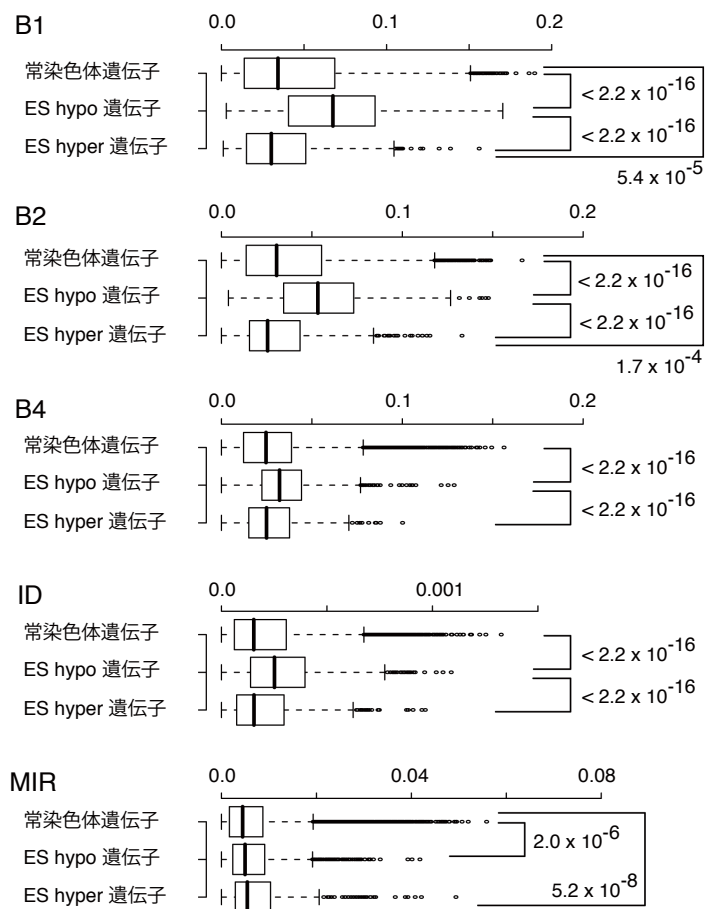 B1
0.0 0.1 0.2
常染色体遺伝子
ES hypo 遺伝子
ES hyper 遺伝子
< 2.2 x 10-16
< 2.2 x 10-16
5.4 x 10-5
B2
0.0 0.1 0.2
常染色体遺伝子
ES hypo 遺伝子
ES hyper 遺伝子
< 2.2 x 10-16
< 2.2 x 10-16
1.7 x 10-4
B4
0.0 0.1 0.2
常染色体遺伝子
ES hypo 遺伝子
ES hyper 遺伝子
< 2.2 x 10-16
< 2.2 x 10-16
ID
0.0 0.001
常染色体遺伝子
ES hypo 遺伝子
ES hyper 遺伝子
< 2.2 x 10-16
< 2.2 x 10-16
MIR
0.0 0.04 0.08
常染色体遺伝子
ES hypo 遺伝子
ES hyper 遺伝子
2.0 x 10-6
5.2 x 10-8